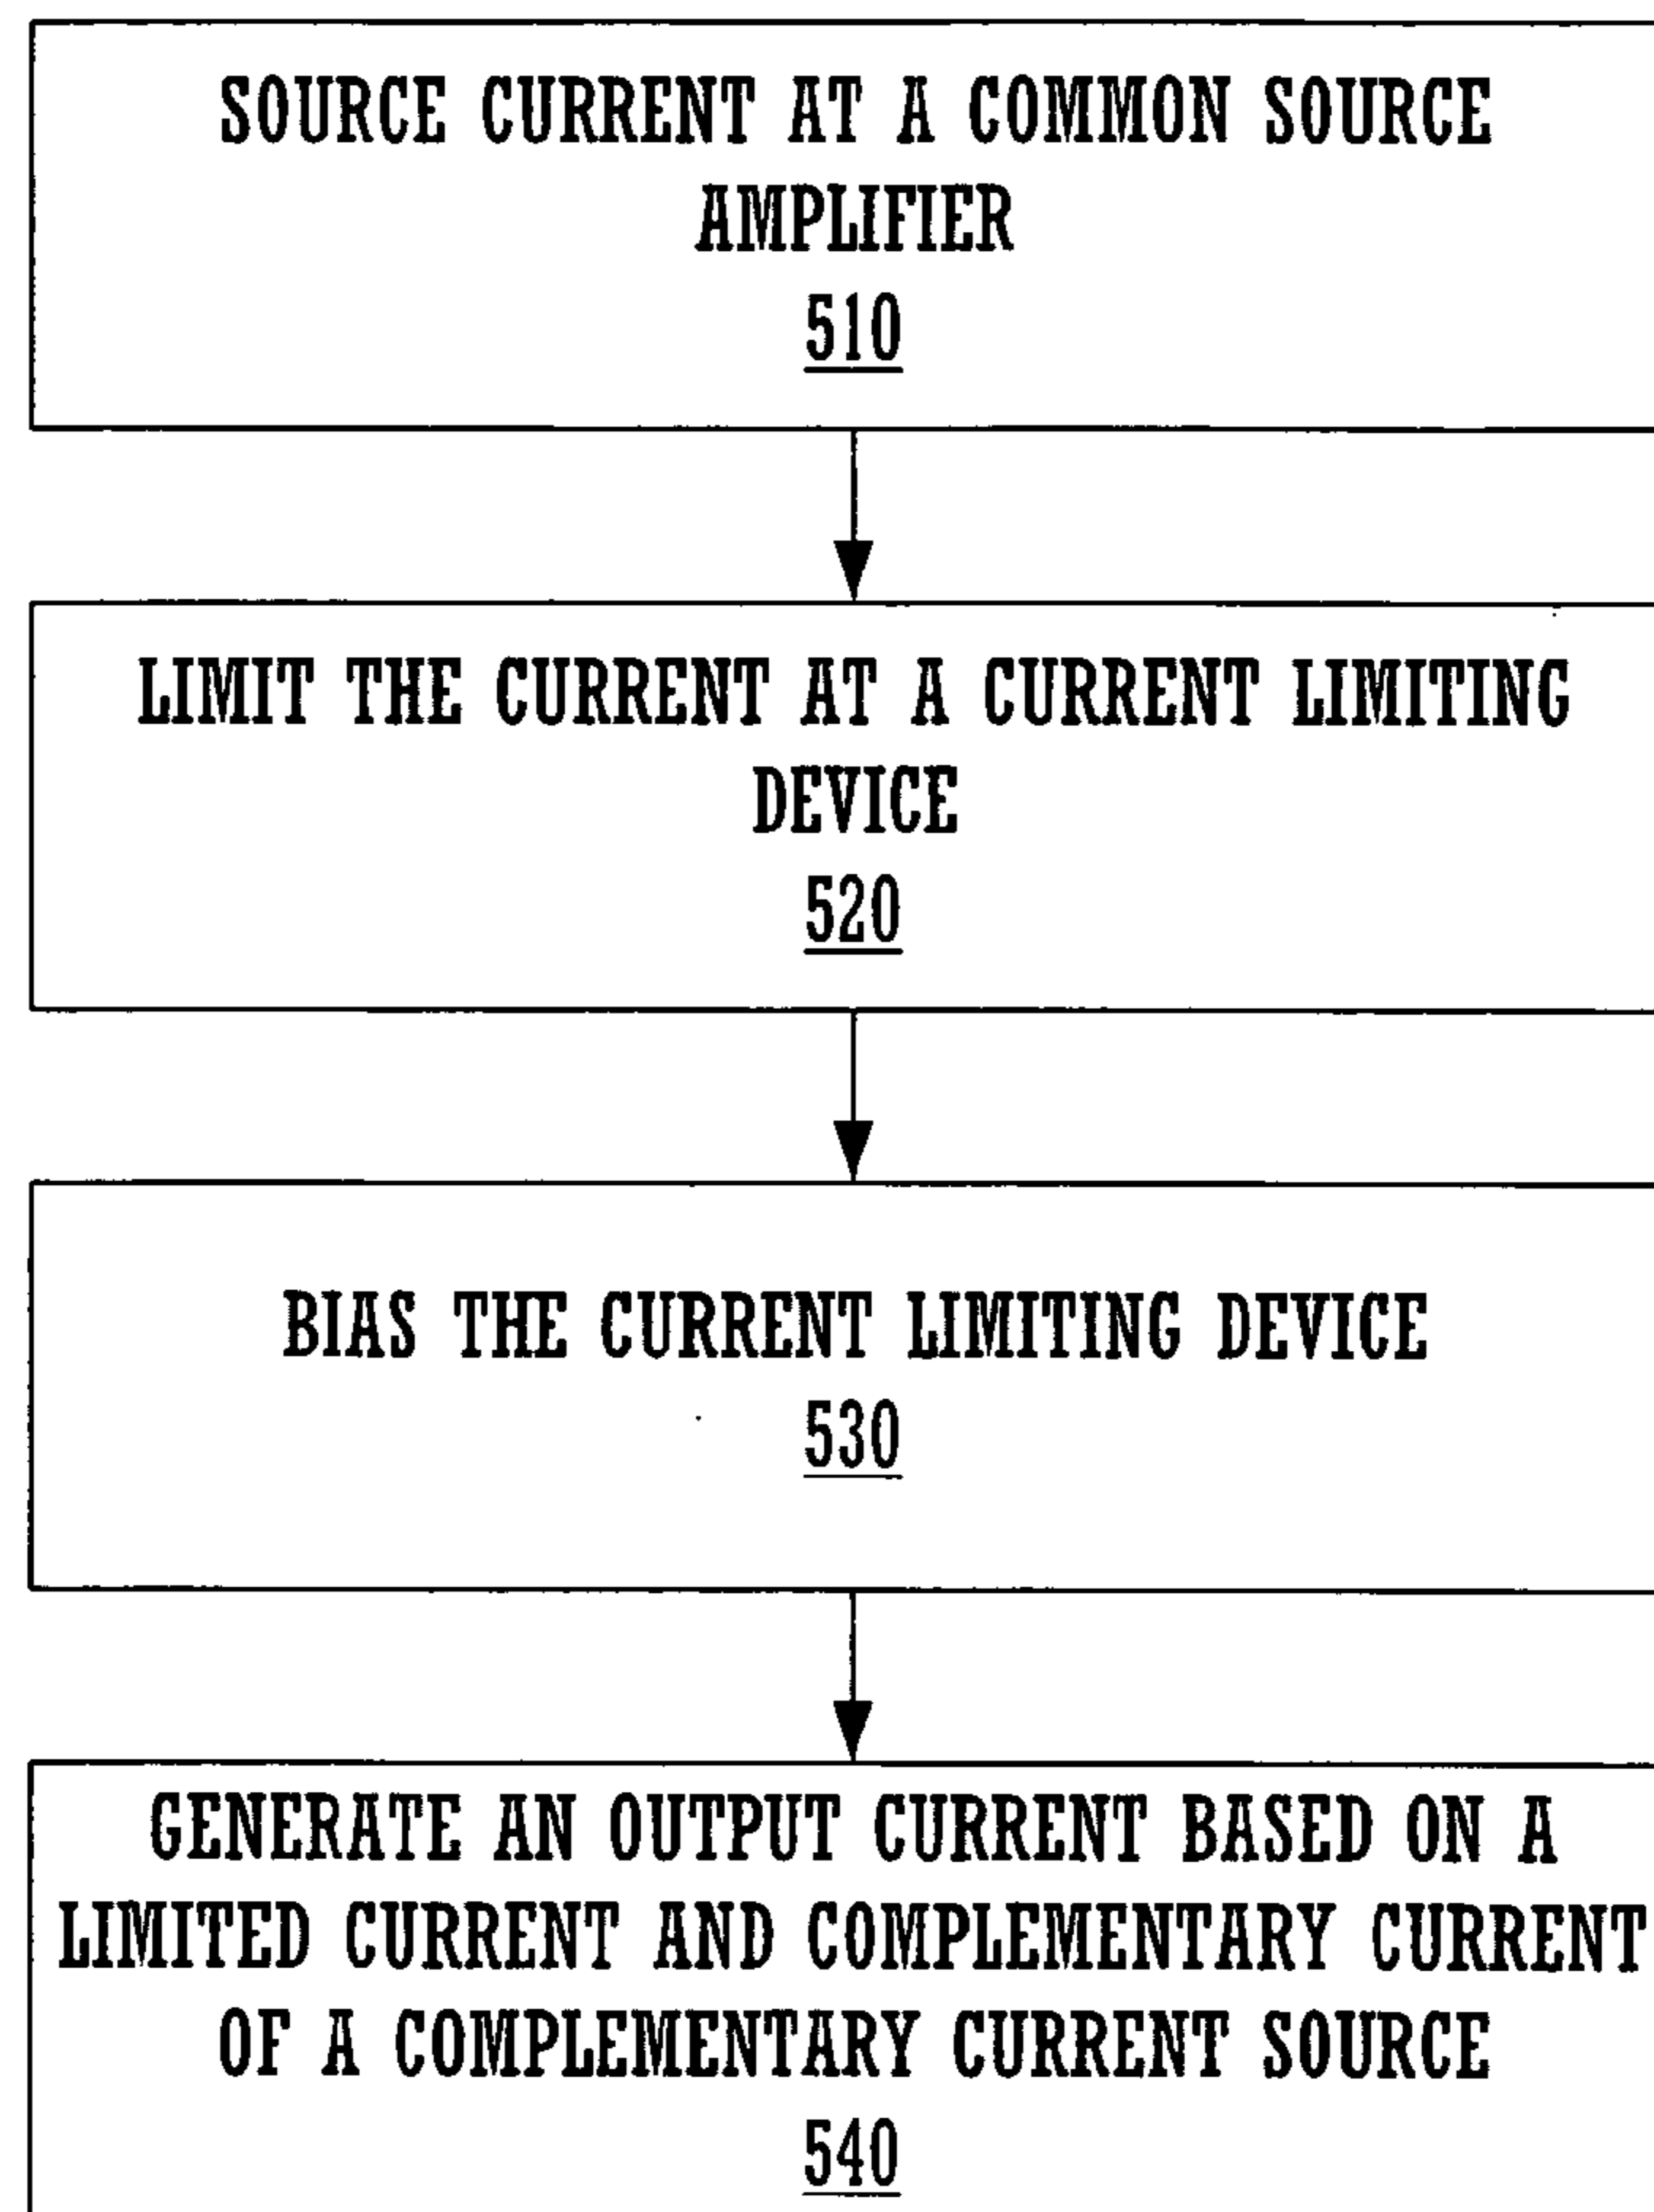 SOURCE CURRENT AT A COMMON SOURCE
AMPLIFIER
510
LIMIT THE CURRENT AT A CURRENT LIMITING
DEVICE
520
BIAS THE CURRENT LIMITING DEVICE
530
GENERATE AN OUTPUT CURRENT BASED ON A
LIMITED CURRENT AND COMPLEMENTARY CURRENT
OF A COMPLEMENTARY CURRENT SOURCE
540